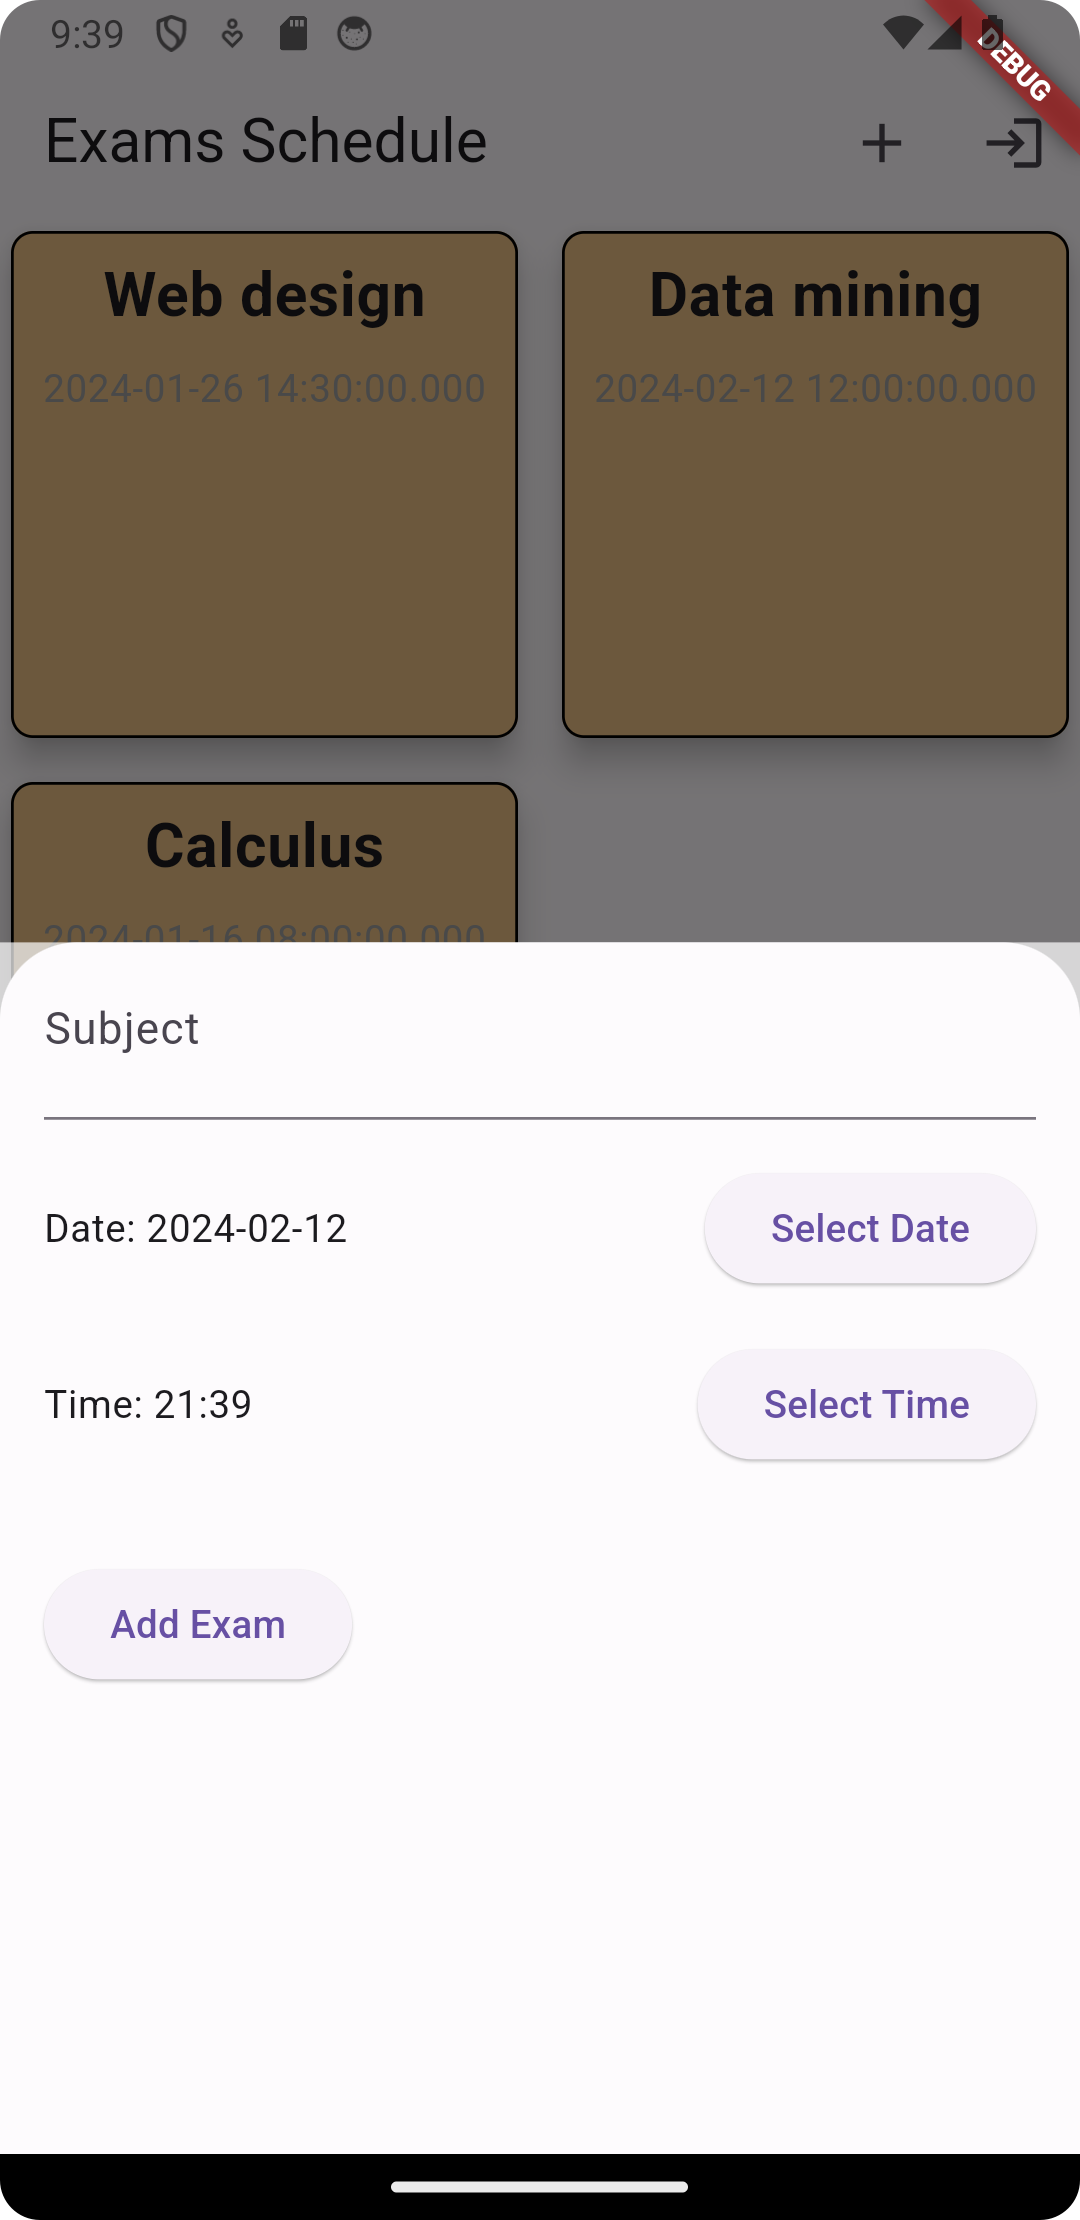 9:39
DEBUG
Exams Schedule
Web design
Data mining
2024-01-26 14:30:00.000
2024-02-12 12:00:00.000
Calculus
2024-01-16 08:00:00.000
Subject
Date: 2024-02-12
Select Date
Time: 21:39
Select Time
Add Exam